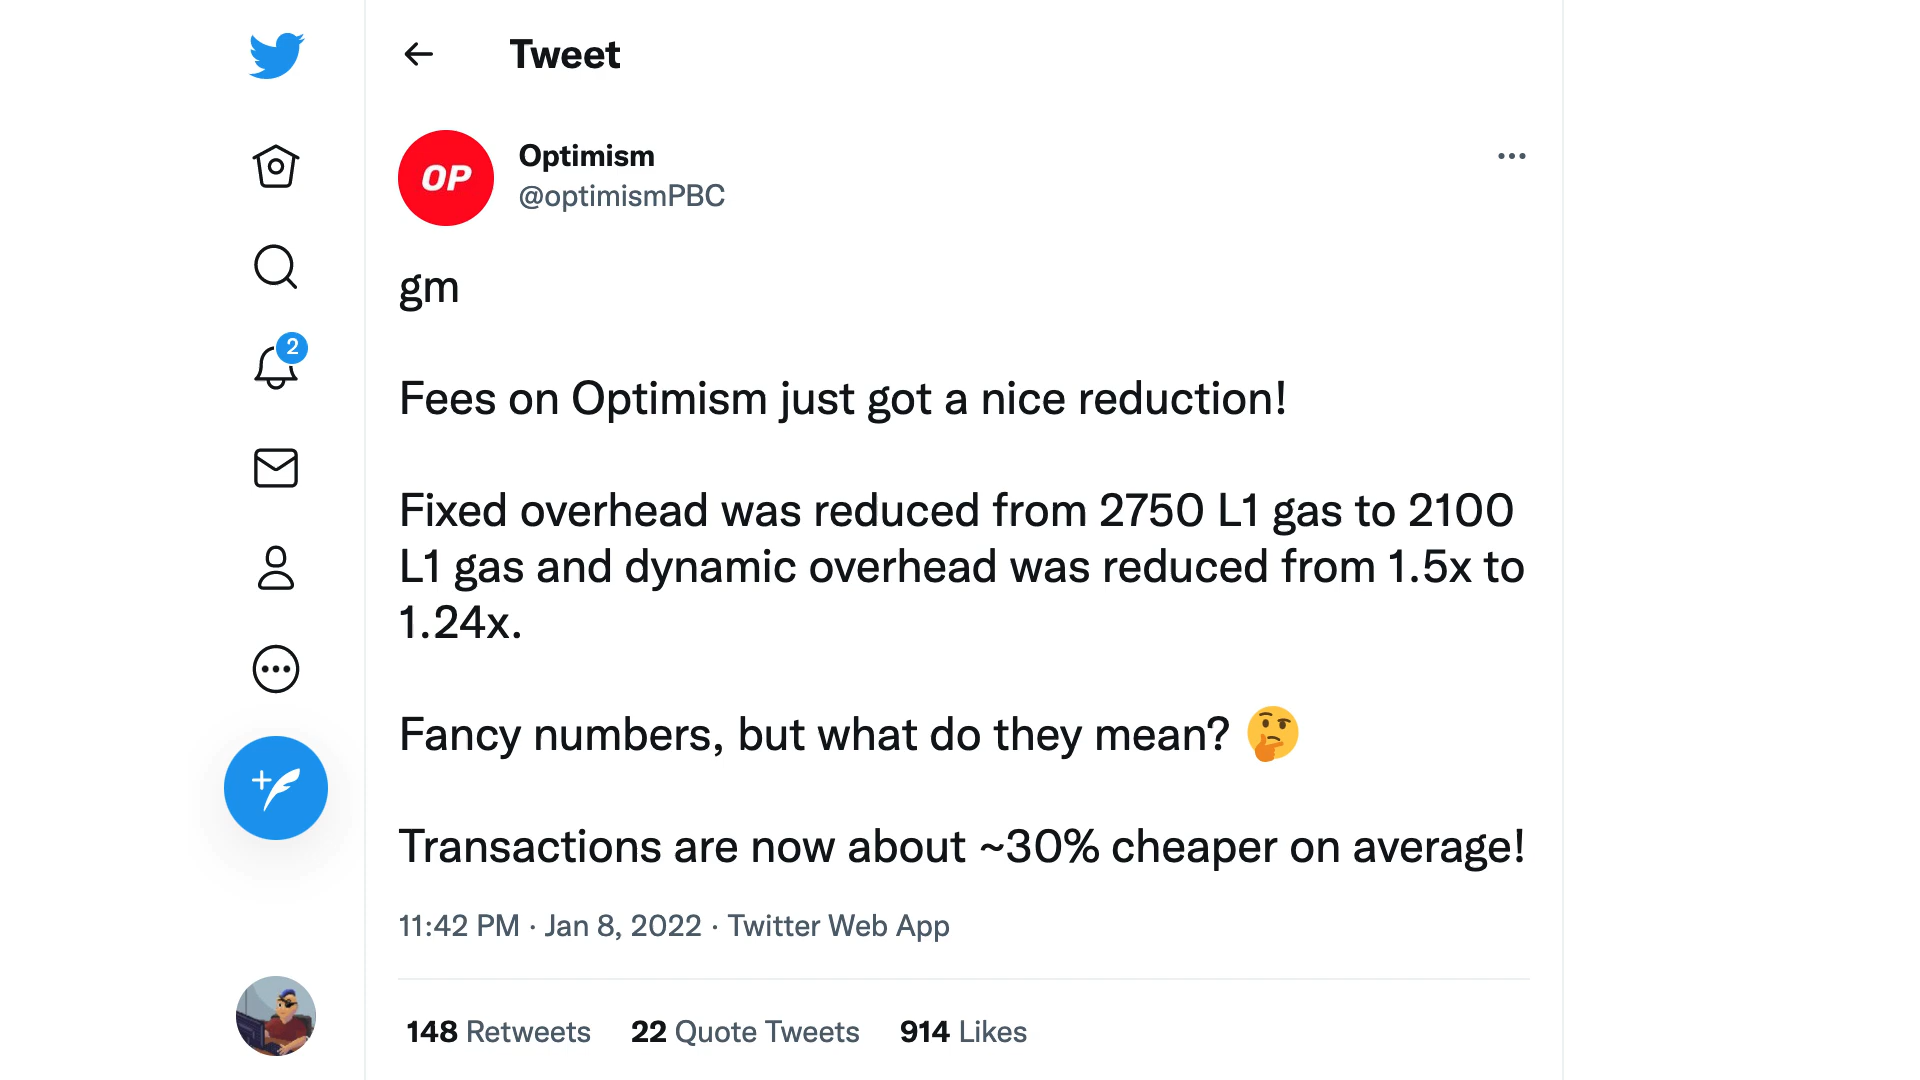 Tweet
OP
Optimism
@optimismPBC
gm
2
Fees on Optimism just got a nice reduction!
Fixed overhead was reduced from 2750 L1 gas to 2100
L1 gas and dynamic overhead was reduced from 1.5x to
1.24x.
Fancy numbers, but what do they mean? 🤔
Transactions are now about ~30% cheaper on average!
11:42 PM · Jan 8, 2022 · Twitter Web App
148 Retweets 22 Quote Tweets 914 Likes